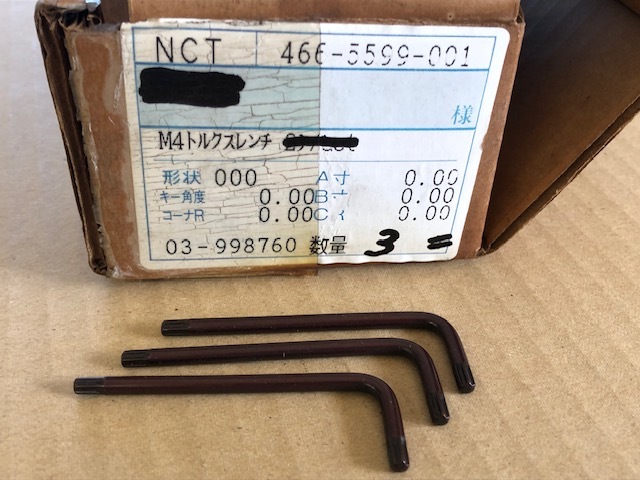 NCT 466-5599-001
様
M4トルクスレンチ
形状 000 A寸 0.00
キー角度 0.00 B寸 0.00
コーナR 0.00 0.00
03-998760 数量 3